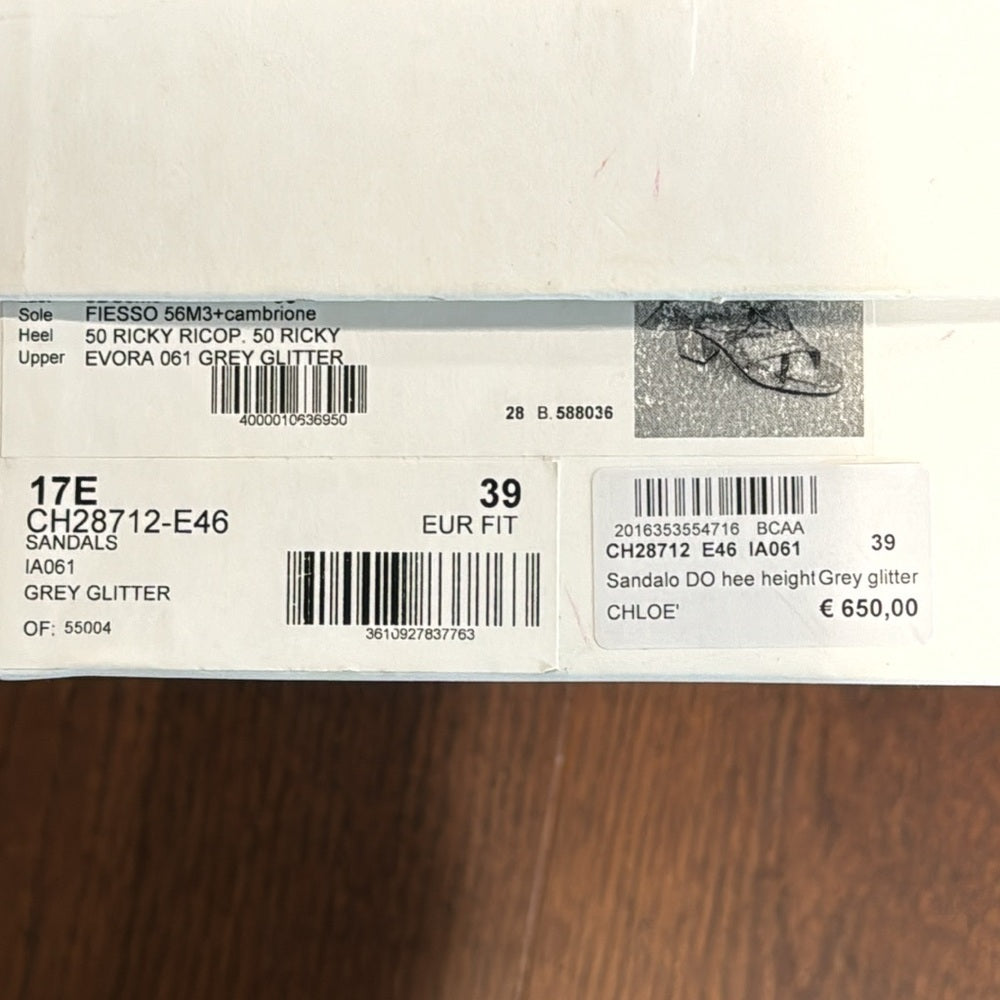 Sole FIESSO 56M3+cambrione
Heel 50 RICKY RICOP. 50 RICKY
Upper EVORA 061 GREY GLITTER
4000010636950
28 B. 588036
17E
CH28712-E46
SANDALS
IA061
GREY GLITTER
OF: 55004
39
EUR FIT
3610927837763
2016353554716 BCAA
CH28712 E46 IA061 39
Sandalo DO hee height Grey glitter
CHLOE' € 650,00